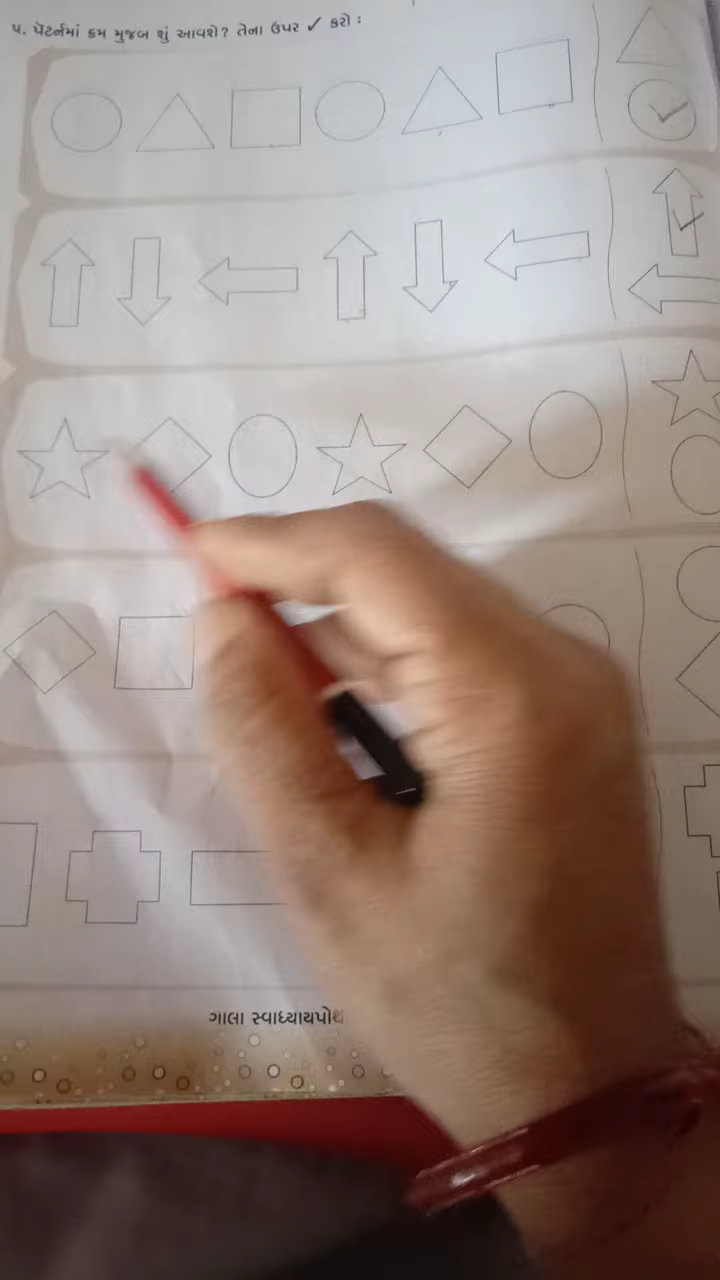 ૫. પૅટર્નમાં ક્રમ મુજબ શું આવશે? તેના ઉપર ✓ કરો :
ગાલા સ્વાધ્યાયપોથી